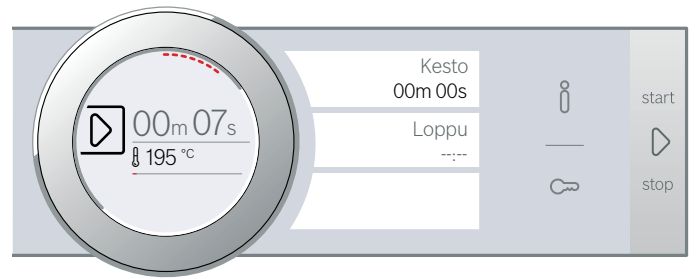 00m 07s
195 °C
Kesto
00m 00s
Loppu
--:--
start
stop